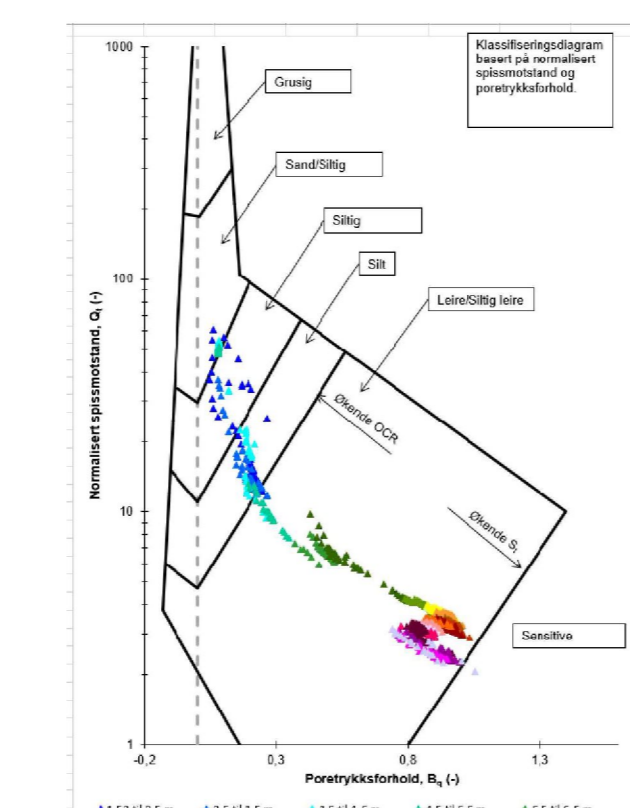 Klassifiseringsdiagram
basert på normalisert
spissmotstand og
poretrykksforhold.
1000
Grusig
Sand/Siltig
Siltig
Silt
100
Leire/Siltig leire
Normalisert spissmotstand, Qt (-)
Økende OCR
10
Økende St
Sensitive
1
-0,2
0,3
0,8
1,3
Poretrykksforhold, Bq (-)